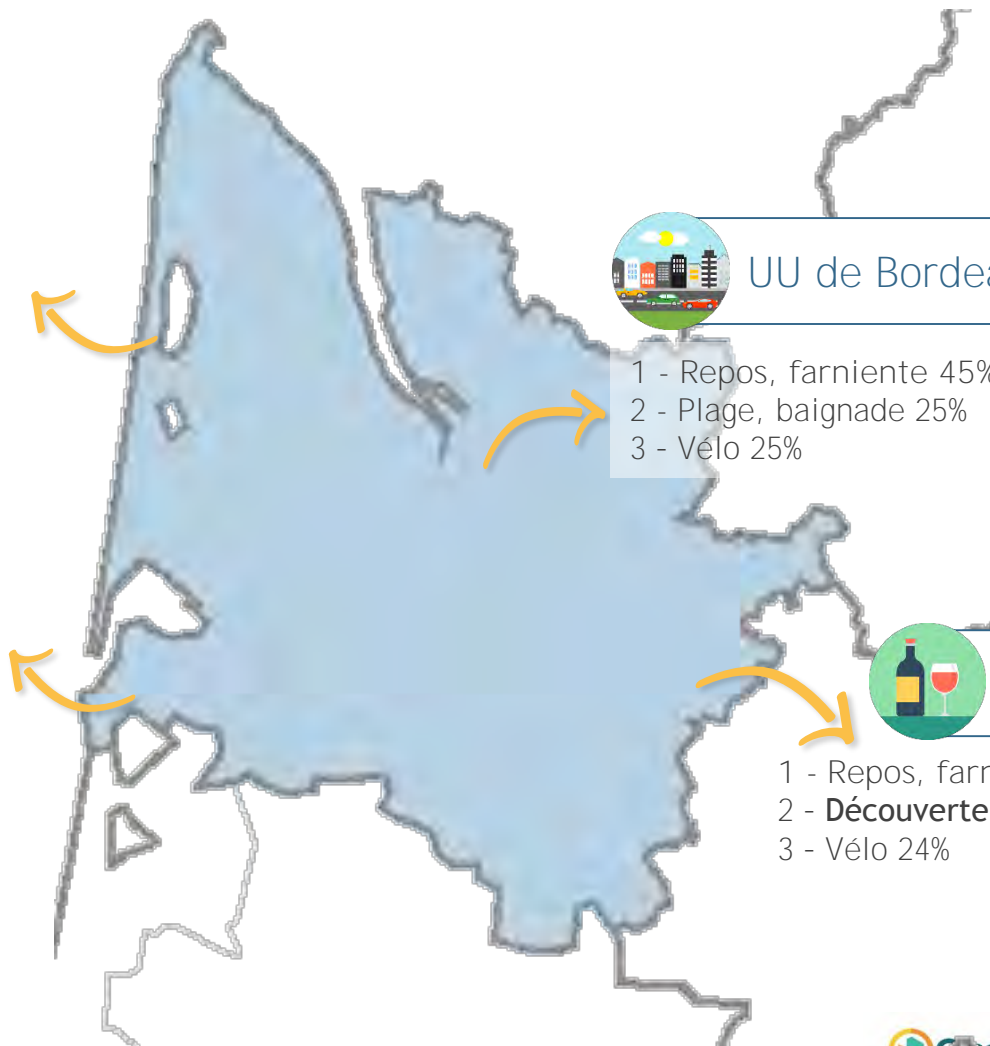 UU de Bordea
1 - Repos, farniente 45%
2 - Plage, baignade 25%
3 - Vélo 25%
1 - Repos, farn
2 - Découverte
3 - Vélo 24%